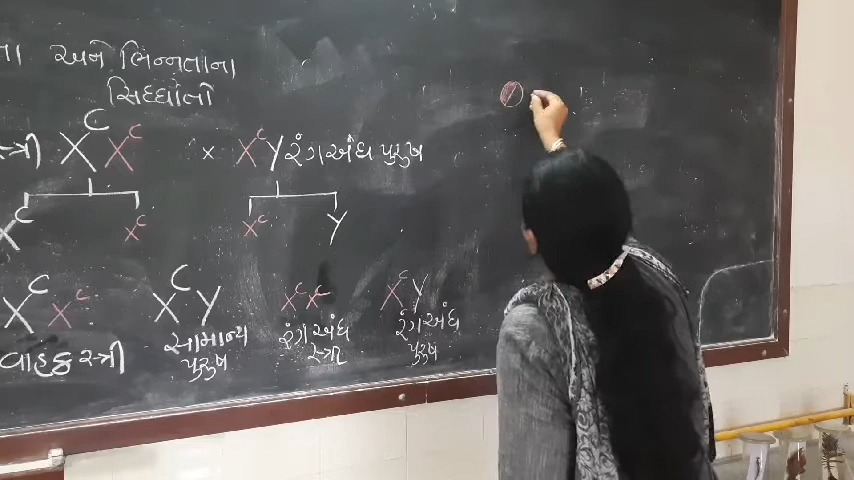 અને ભિન્નતાના
સિદ્ધાંતો
સ્ત્રી X^C X^c × X^c Y રંગઅંધ પુરુષ
X^C X^c X^c Y
X^C X^c X^C Y X^c X^c X^c Y
વાહક સ્ત્રી સામાન્ય પુરુષ રંગઅંધ સ્ત્રી રંગઅંધ પુરુષ